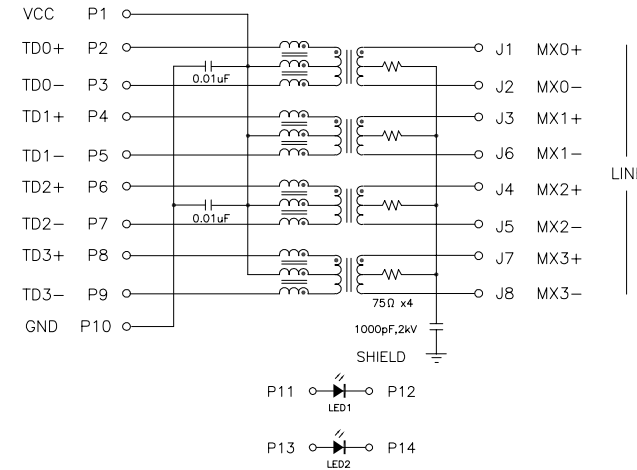 VCC P1
TD0+ P2 J1 MX0+
0.01uF
TD0- P3 J2 MX0-
TD1+ P4 J3 MX1+
TD1- P5 J6 MX1-
LINE
TD2+ P6 J4 MX2+
0.01uF
TD2- P7 J5 MX2-
TD3+ P8 J7 MX3+
TD3- P9 J8 MX3-
75Ω x4
GND P10
1000pF,2kV
SHIELD
P11 P12
LED1
P13 P14
LED2